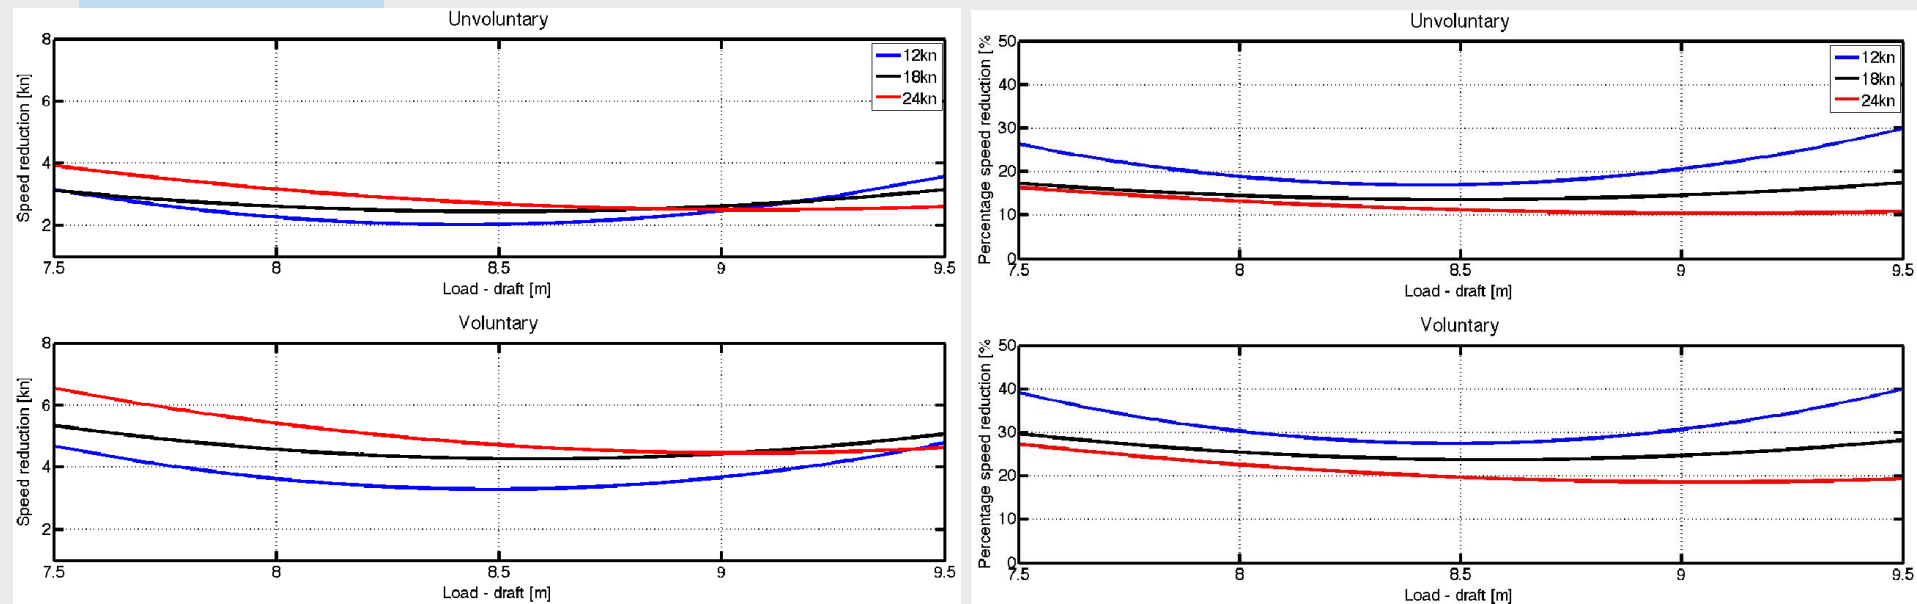 Unvoluntary
Speed reduction [kn]
8
6
4
2
7.5 8 8.5 9 9.5
Load - draft [m]
12kn
18kn
24kn
Voluntary
Speed reduction [kn]
8
6
4
2
7.5 8 8.5 9 9.5
Load - draft [m]
Unvoluntary
Percentage speed reduction [%
50
40
30
20
10
0
7.5 8 8.5 9 9.5
Load - draft [m]
12kn
18kn
24kn
Voluntary
Percentage speed reduction [%
50
40
30
20
10
0
7.5 8 8.5 9 9.5
Load - draft [m]